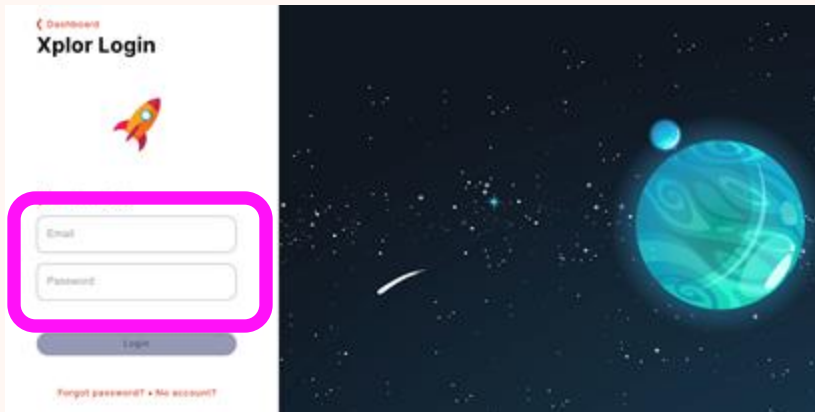 ❮ Dashboard
Xplor Login
Email
Password
Login
Forgot password? • No account?